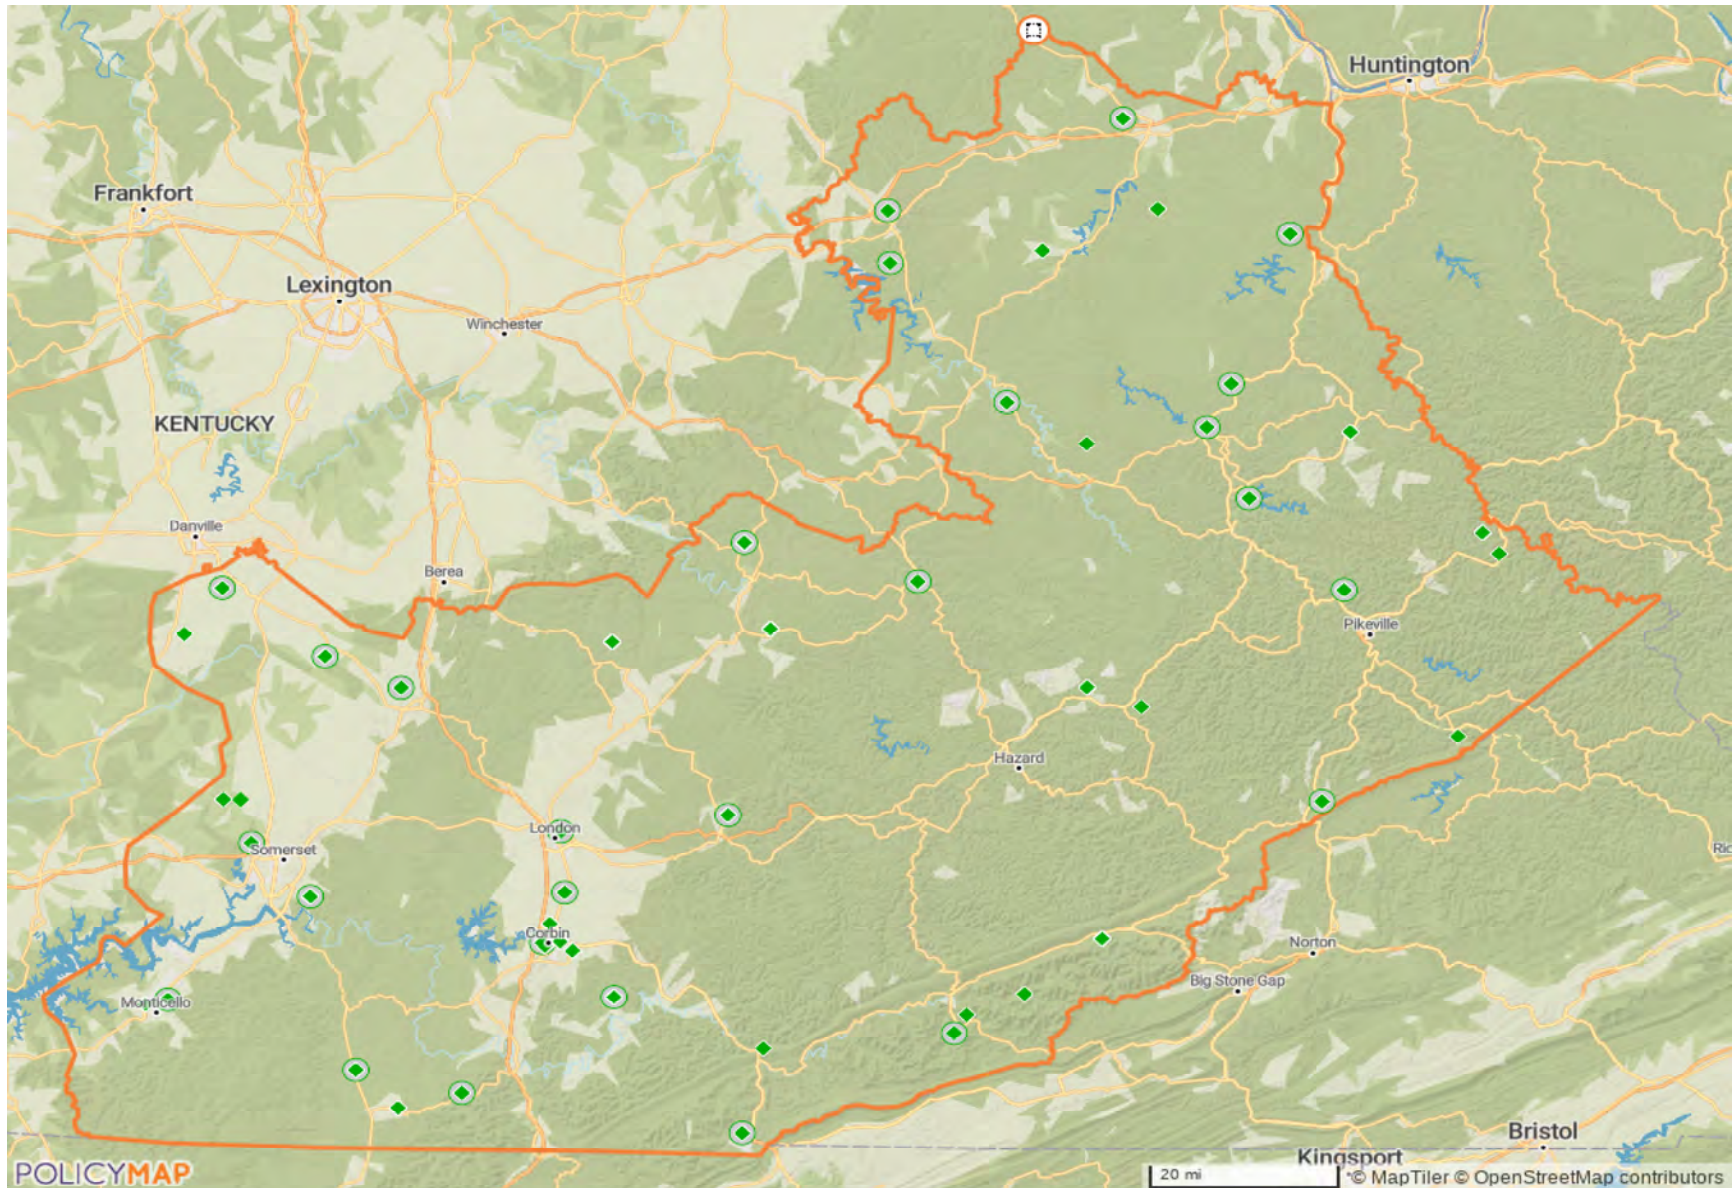 Huntington
Frankfort
Lexington
Winchester
KENTUCKY
Danville
Berea
Pikeville
Hazard
London
Somerset
Corbin
Norton
Big Stone Gap
Monticello
Bristol
Kingsport
POLICYMAP
20 mi
© MapTiler © OpenStreetMap contributors